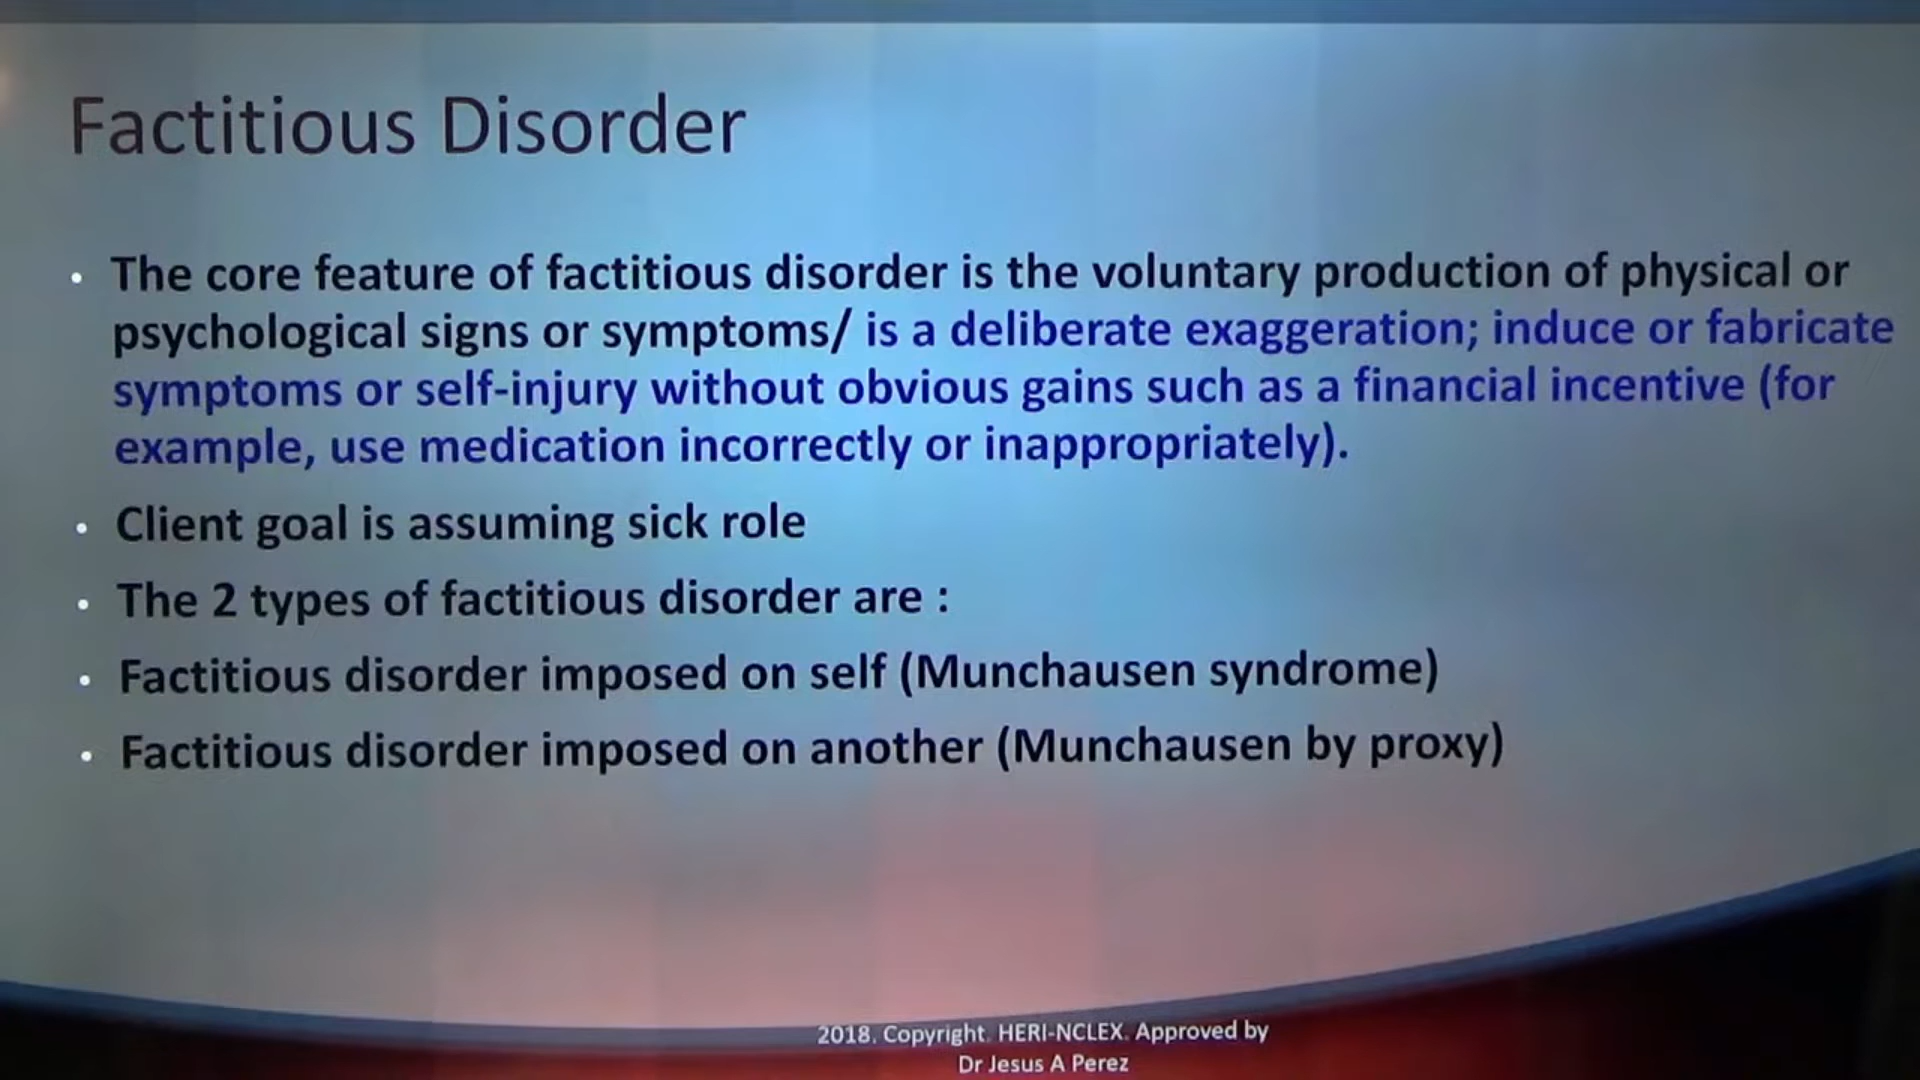 Factitious Disorder
• The core feature of factitious disorder is the voluntary production of physical or
psychological signs or symptoms/ is a deliberate exaggeration; induce or fabricate
symptoms or self-injury without obvious gains such as a financial incentive (for
example, use medication incorrectly or inappropriately).
• Client goal is assuming sick role
• The 2 types of factitious disorder are :
• Factitious disorder imposed on self (Munchausen syndrome)
• Factitious disorder imposed on another (Munchausen by proxy)
2018. Copyright. HERI-NCLEX. Approved by
Dr Jesus A Perez